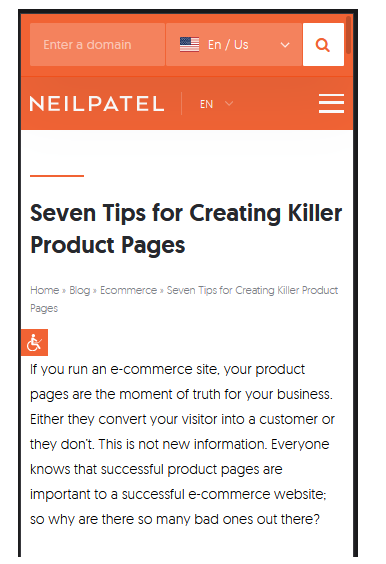 Enter a domain
En / Us
NEILPATEL
EN
Seven Tips for Creating Killer
Product Pages
Home » Blog » Ecommerce » Seven Tips for Creating Killer Product
Pages
If you run an e-commerce site, your product
pages are the moment of truth for your business.
Either they convert your visitor into a customer or
they don't. This is not new information. Everyone
knows that successful product pages are
important to a successful e-commerce website;
so why are there so many bad ones out there?